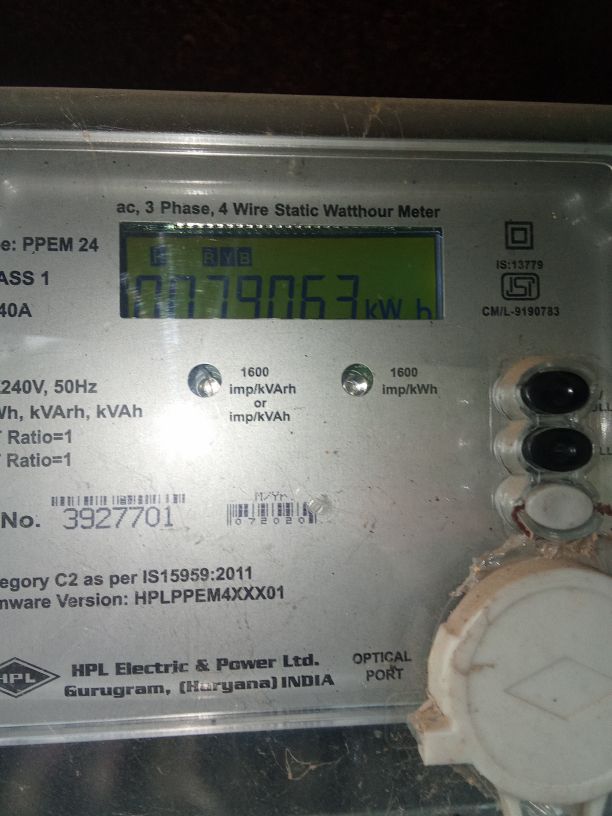 ac, 3 Phase, 4 Wire Static Watthour Meter
e: PPEM 24
ASS 1
40A
R Y B
0079063 kW h
IS:13779
ISI
CM/L-9190783
240V, 50Hz
Wh, kVArh, kVAh
T Ratio=1
T Ratio=1
1600
imp/kVArh
or
imp/kVAh
1600
imp/kWh
No. 3927701
M/Yr
072020
egory C2 as per IS15959:2011
mware Version: HPLPPEM4XXX01
HPL
HPL Electric & Power Ltd.
Gurugram, (Haryana) INDIA
OPTICAL
PORT